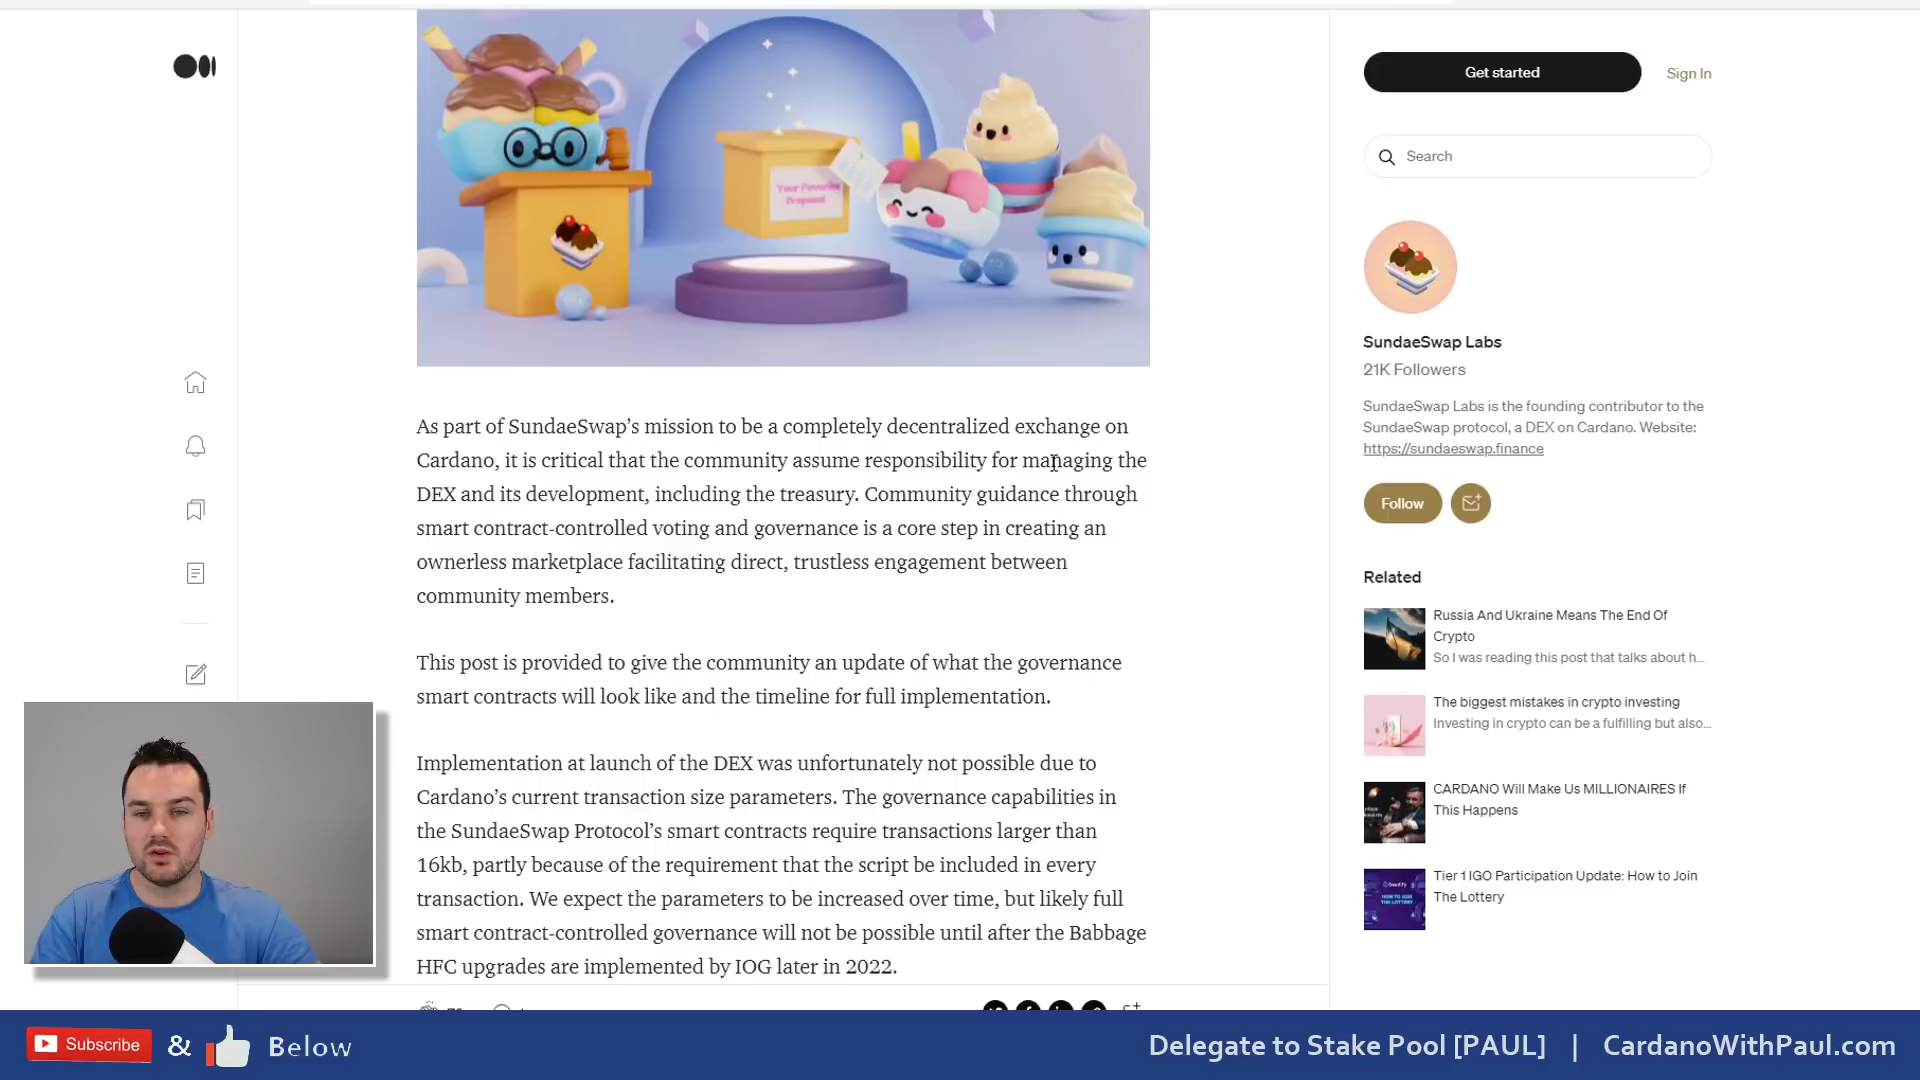 Your Favorite
Proposal
As part of SundaeSwap’s mission to be a completely decentralized exchange on
Cardano, it is critical that the community assume responsibility for managing the
DEX and its development, including the treasury. Community guidance through
smart contract-controlled voting and governance is a core step in creating an
ownerless marketplace facilitating direct, trustless engagement between
community members.
This post is provided to give the community an update of what the governance
smart contracts will look like and the timeline for full implementation.
Implementation at launch of the DEX was unfortunately not possible due to
Cardano’s current transaction size parameters. The governance capabilities in
the SundaeSwap Protocol’s smart contracts require transactions larger than
16kb, partly because of the requirement that the script be included in every
transaction. We expect the parameters to be increased over time, but likely full
smart contract-controlled governance will not be possible until after the Babbage
HFC upgrades are implemented by IOG later in 2022.
Get started
Sign In
Search
SundaeSwap Labs
21K Followers
SundaeSwap Labs is the founding contributor to the
SundaeSwap protocol, a DEX on Cardano. Website:
https://sundaeswap.finance
Follow
Related
Russia And Ukraine Means The End Of
Crypto
So I was reading this post that talks about h...
The biggest mistakes in crypto investing
Investing in crypto can be a fulfilling but also...
CARDANO Will Make Us MILLIONAIRES If
This Happens
Tier 1 IGO Participation Update: How to Join
The Lottery
Subscribe & Below
Delegate to Stake Pool [PAUL] | CardanoWithPaul.com